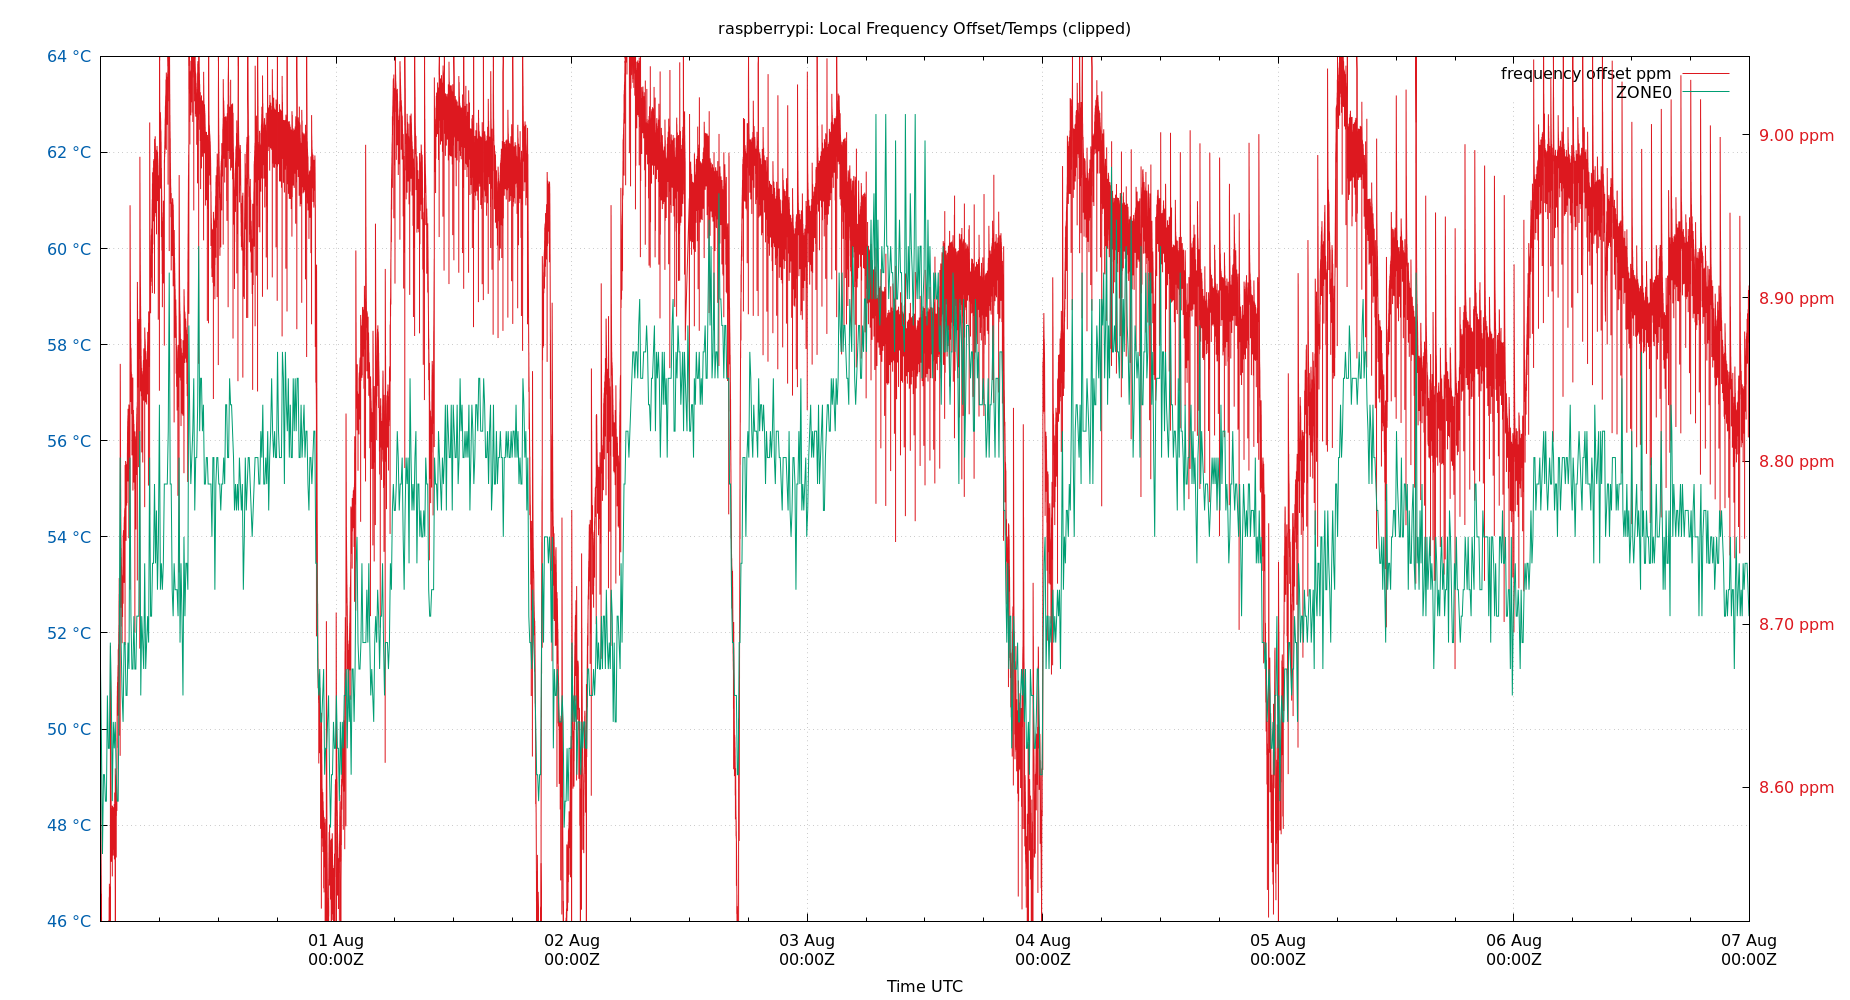 raspberrypi: Local Frequency Offset/Temps (clipped)
64 °C
62 °C
60 °C
58 °C
56 °C
54 °C
52 °C
50 °C
48 °C
46 °C
frequency offset ppm
ZONE0
9.00 ppm
8.90 ppm
8.80 ppm
8.70 ppm
8.60 ppm
01 Aug
00:00Z
02 Aug
00:00Z
03 Aug
00:00Z
04 Aug
00:00Z
05 Aug
00:00Z
06 Aug
00:00Z
07 Aug
00:00Z
Time UTC